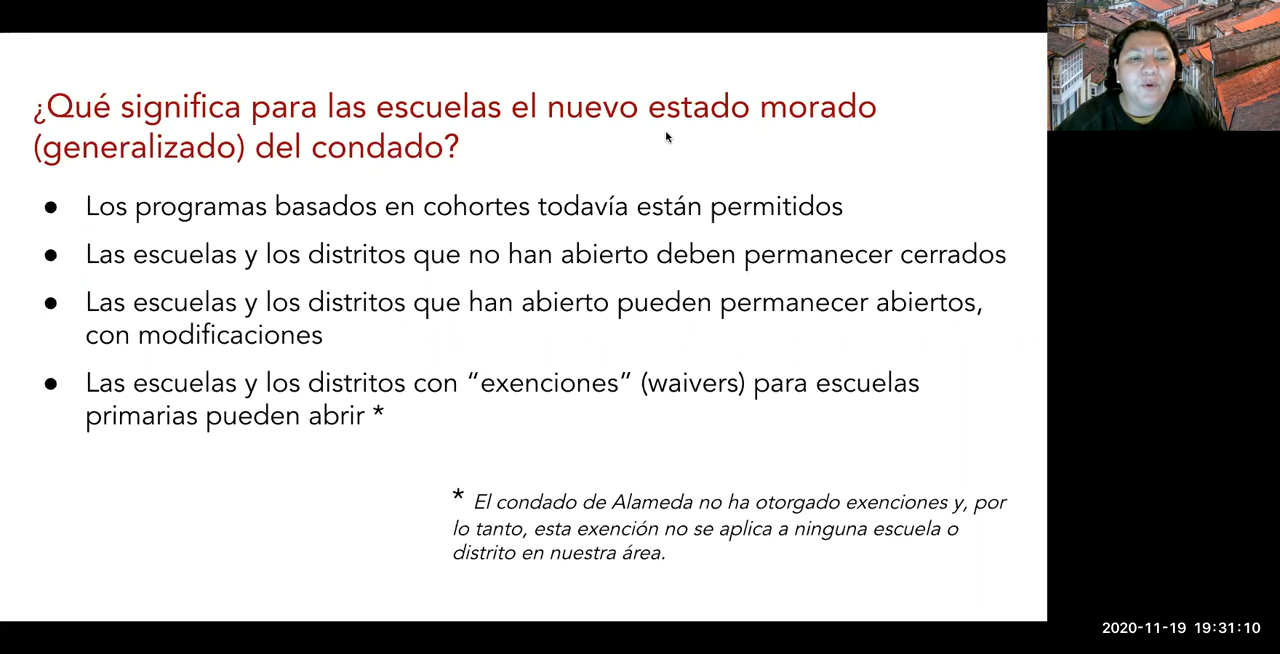 ¿Qué significa para las escuelas el nuevo estado morado
(generalizado) del condado?
● Los programas basados en cohortes todavía están permitidos
● Las escuelas y los distritos que no han abierto deben permanecer cerrados
● Las escuelas y los distritos que han abierto pueden permanecer abiertos,
con modificaciones
● Las escuelas y los distritos con “exenciones” (waivers) para escuelas
primarias pueden abrir *
* El condado de Alameda no ha otorgado exenciones y, por
lo tanto, esta exención no se aplica a ninguna escuela o
distrito en nuestra área.
2020-11-19 19:31:10